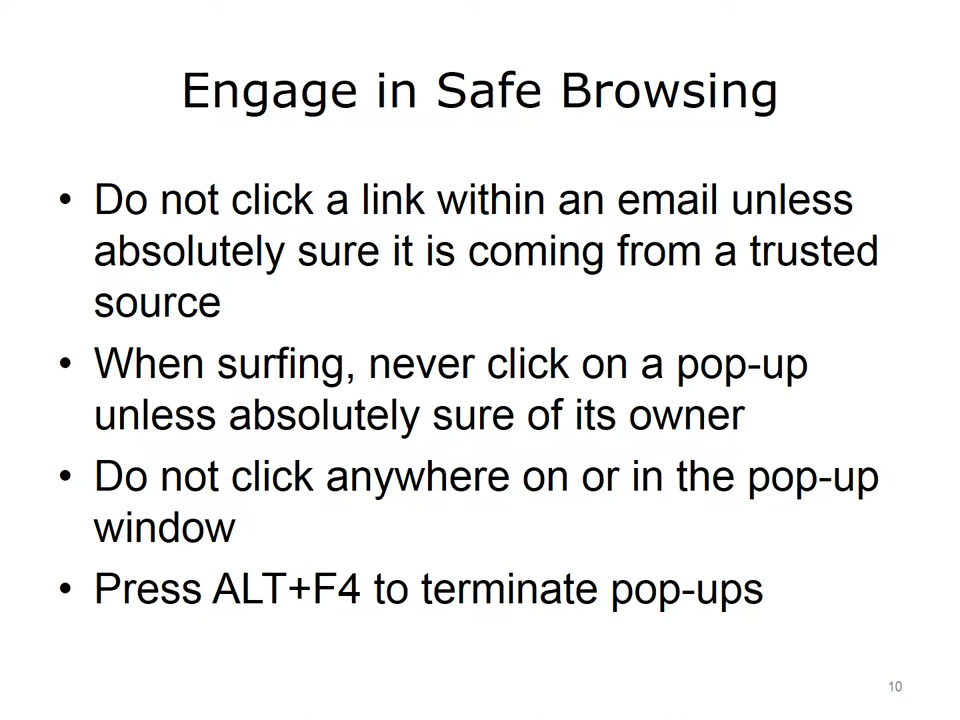 Engage in Safe Browsing
• Do not click a link within an email unless
absolutely sure it is coming from a trusted
source
• When surfing, never click on a pop-up
unless absolutely sure of its owner
• Do not click anywhere on or in the pop-up
window
• Press ALT+F4 to terminate pop-ups
10